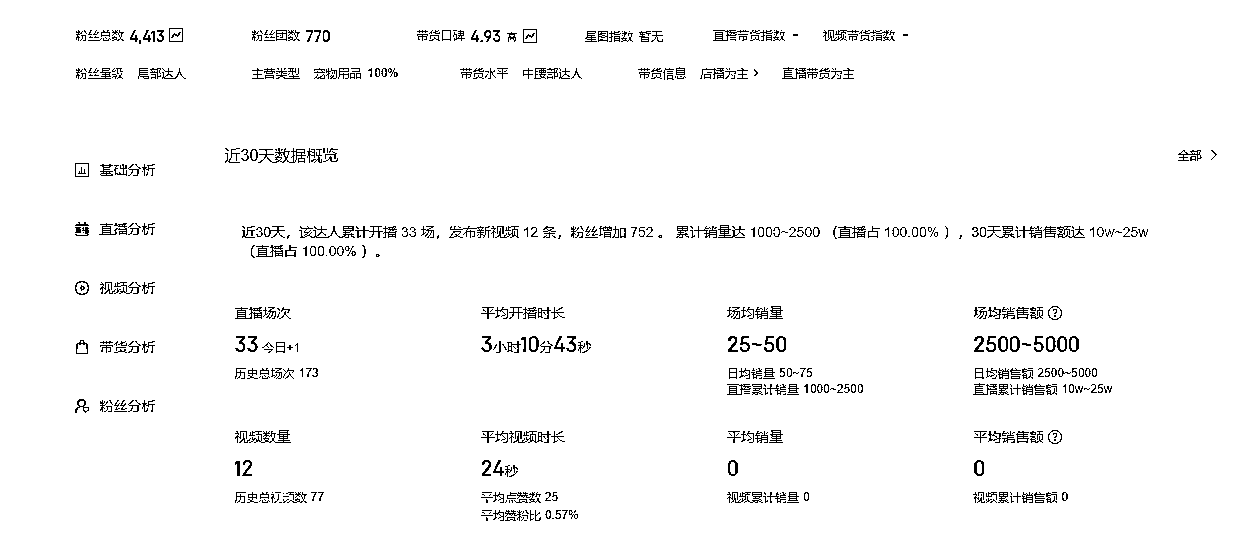 粉丝总数 4,413 粉丝团数 770 带货口碑 4.93 高 星图指数 暂无 直播带货指数 - 视频带货指数 -
粉丝量级 尾部达人 主营类型 宠物用品 100% 带货水平 中腰部达人 带货信息 店播为主 > 直播带货为主
近30天数据概览 全部 >
基础分析
直播分析
视频分析
带货分析
粉丝分析
近30天，该达人累计开播 33 场，发布新视频 12 条，粉丝增加 752 。 累计销量达 1000~2500 （直播占 100.00% ），30天累计销售额达 10w~25w
（直播占 100.00% ）。
直播场次 平均开播时长 场均销量 场均销售额 ?
33 今日+1 3小时10分43秒 25~50 2500~5000
历史总场次 173 日均销量 50~75 日均销售额 2500~5000
直播累计销量 1000~2500 直播累计销售额 10w~25w
视频数量 平均视频时长 平均销量 平均销售额 ?
12 24秒 0 0
历史总视频数 77 平均点赞数 25 视频累计销量 0 视频累计销售额 0
平均赞粉比 0.57%